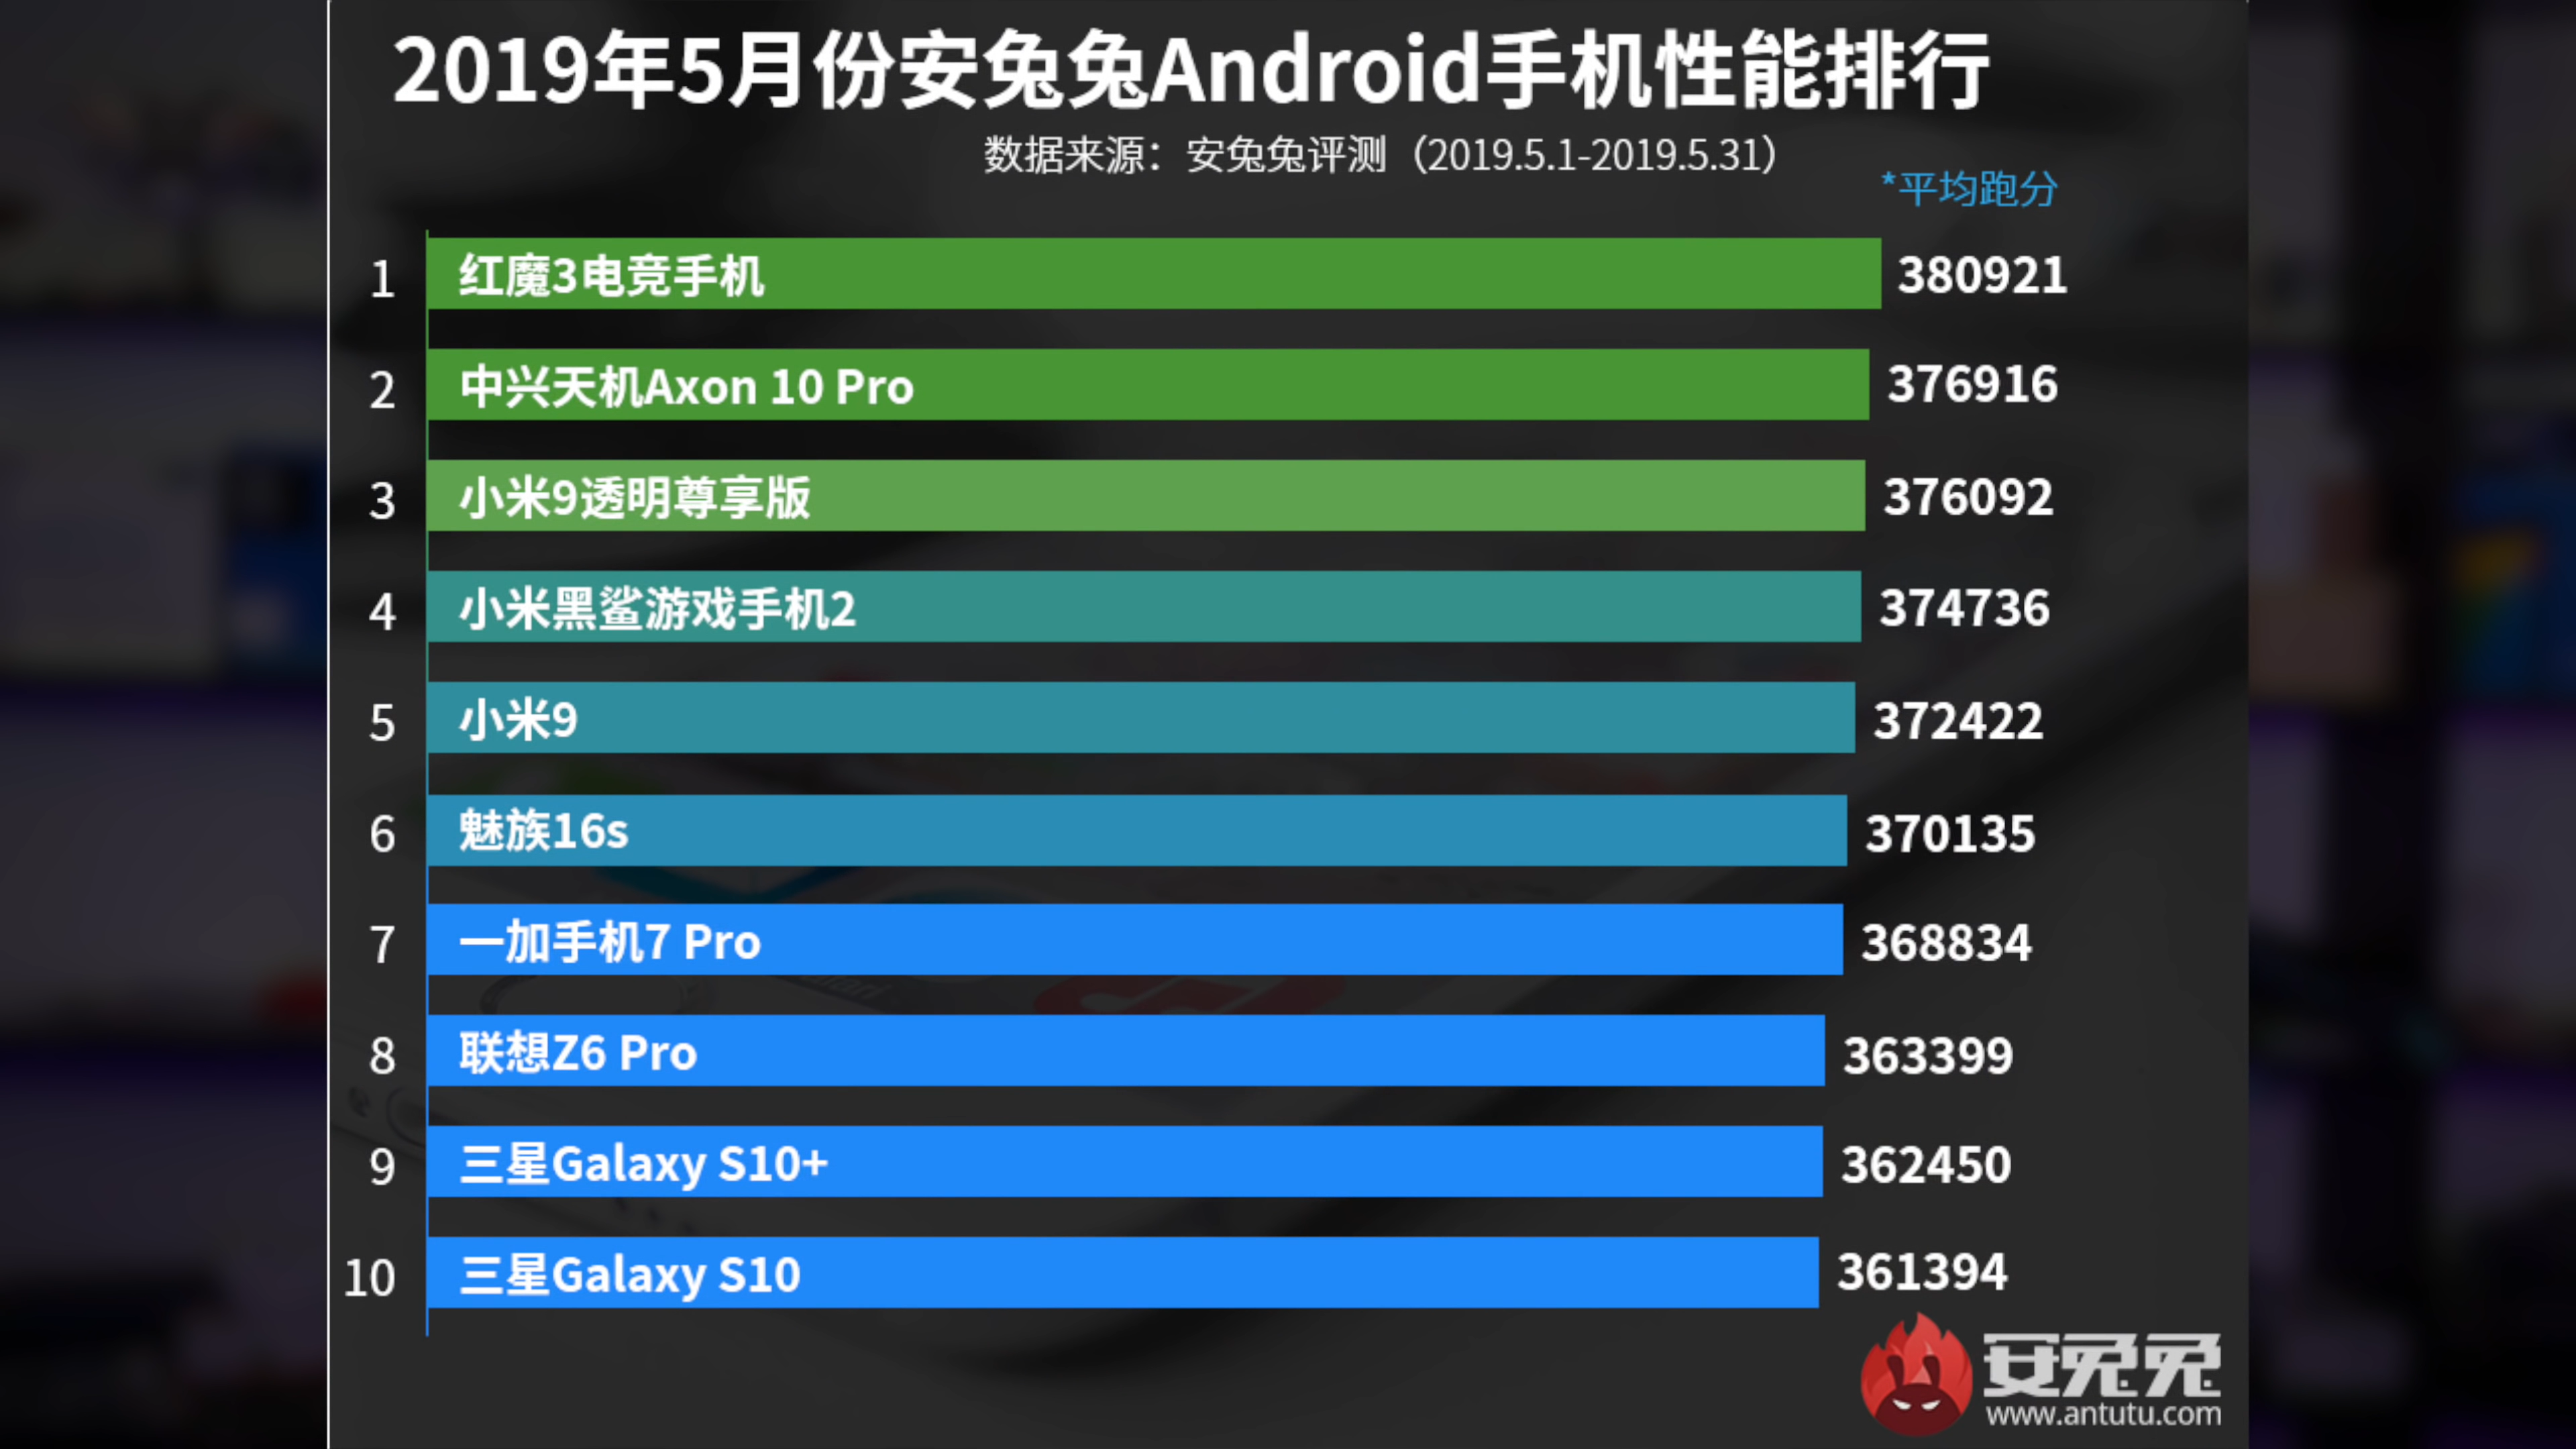 2019年5月份安兔兔Android手机性能排行
数据来源：安兔兔评测（2019.5.1-2019.5.31）
*平均跑分
1 红魔3电竞手机 380921
2 中兴天机Axon 10 Pro 376916
3 小米9透明尊享版 376092
4 小米黑鲨游戏手机2 374736
5 小米9 372422
6 魅族16s 370135
7 一加手机7 Pro 368834
8 联想Z6 Pro 363399
9 三星Galaxy S10+ 362450
10 三星Galaxy S10 361394
安兔兔
www.antutu.com